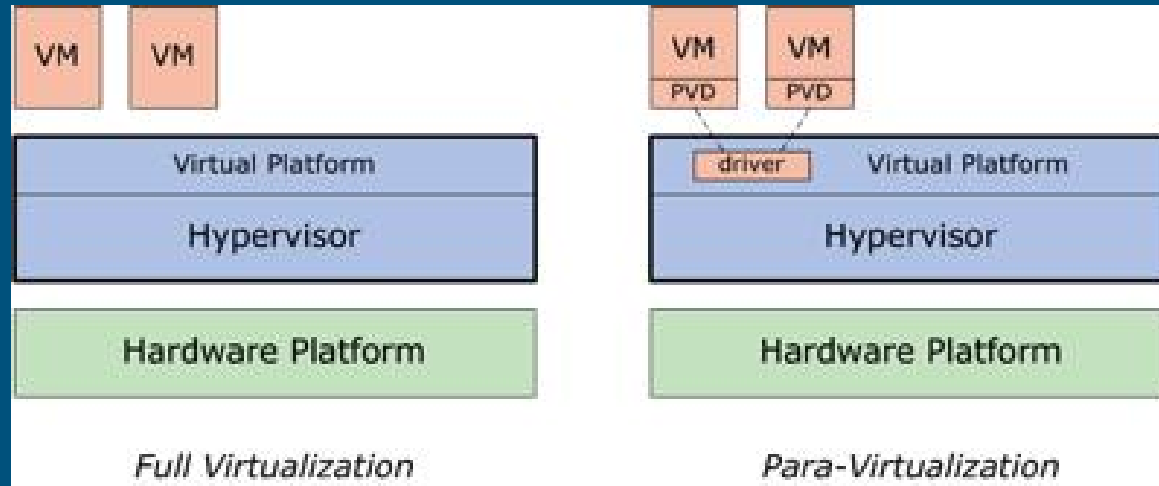 VM VM
Virtual Platform
Hypervisor
Hardware Platform
Full Virtualization
VM VM
PVD PVD
driver Virtual Platform
Hypervisor
Hardware Platform
Para-Virtualization